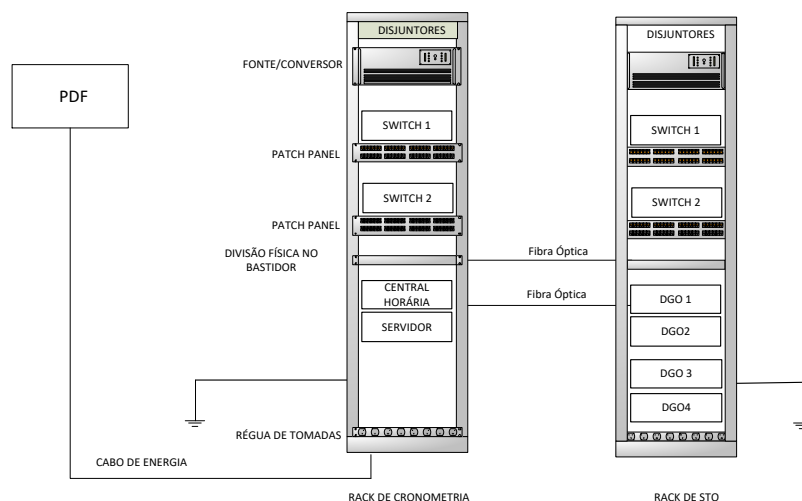 DISJUNTORES
DISJUNTORES
FONTE/CONVERSOR
PDF
SWITCH 1
SWITCH 1
PATCH PANEL
SWITCH 2
SWITCH 2
PATCH PANEL
DIVISÃO FÍSICA NO
BASTIDOR
Fibra Óptica
CENTRAL
HORÁRIA
Fibra Óptica
DGO 1
SERVIDOR
DGO2
DGO 3
DGO4
RÉGUA DE TOMADAS
CABO DE ENERGIA
RACK DE CRONOMETRIA
RACK DE STO